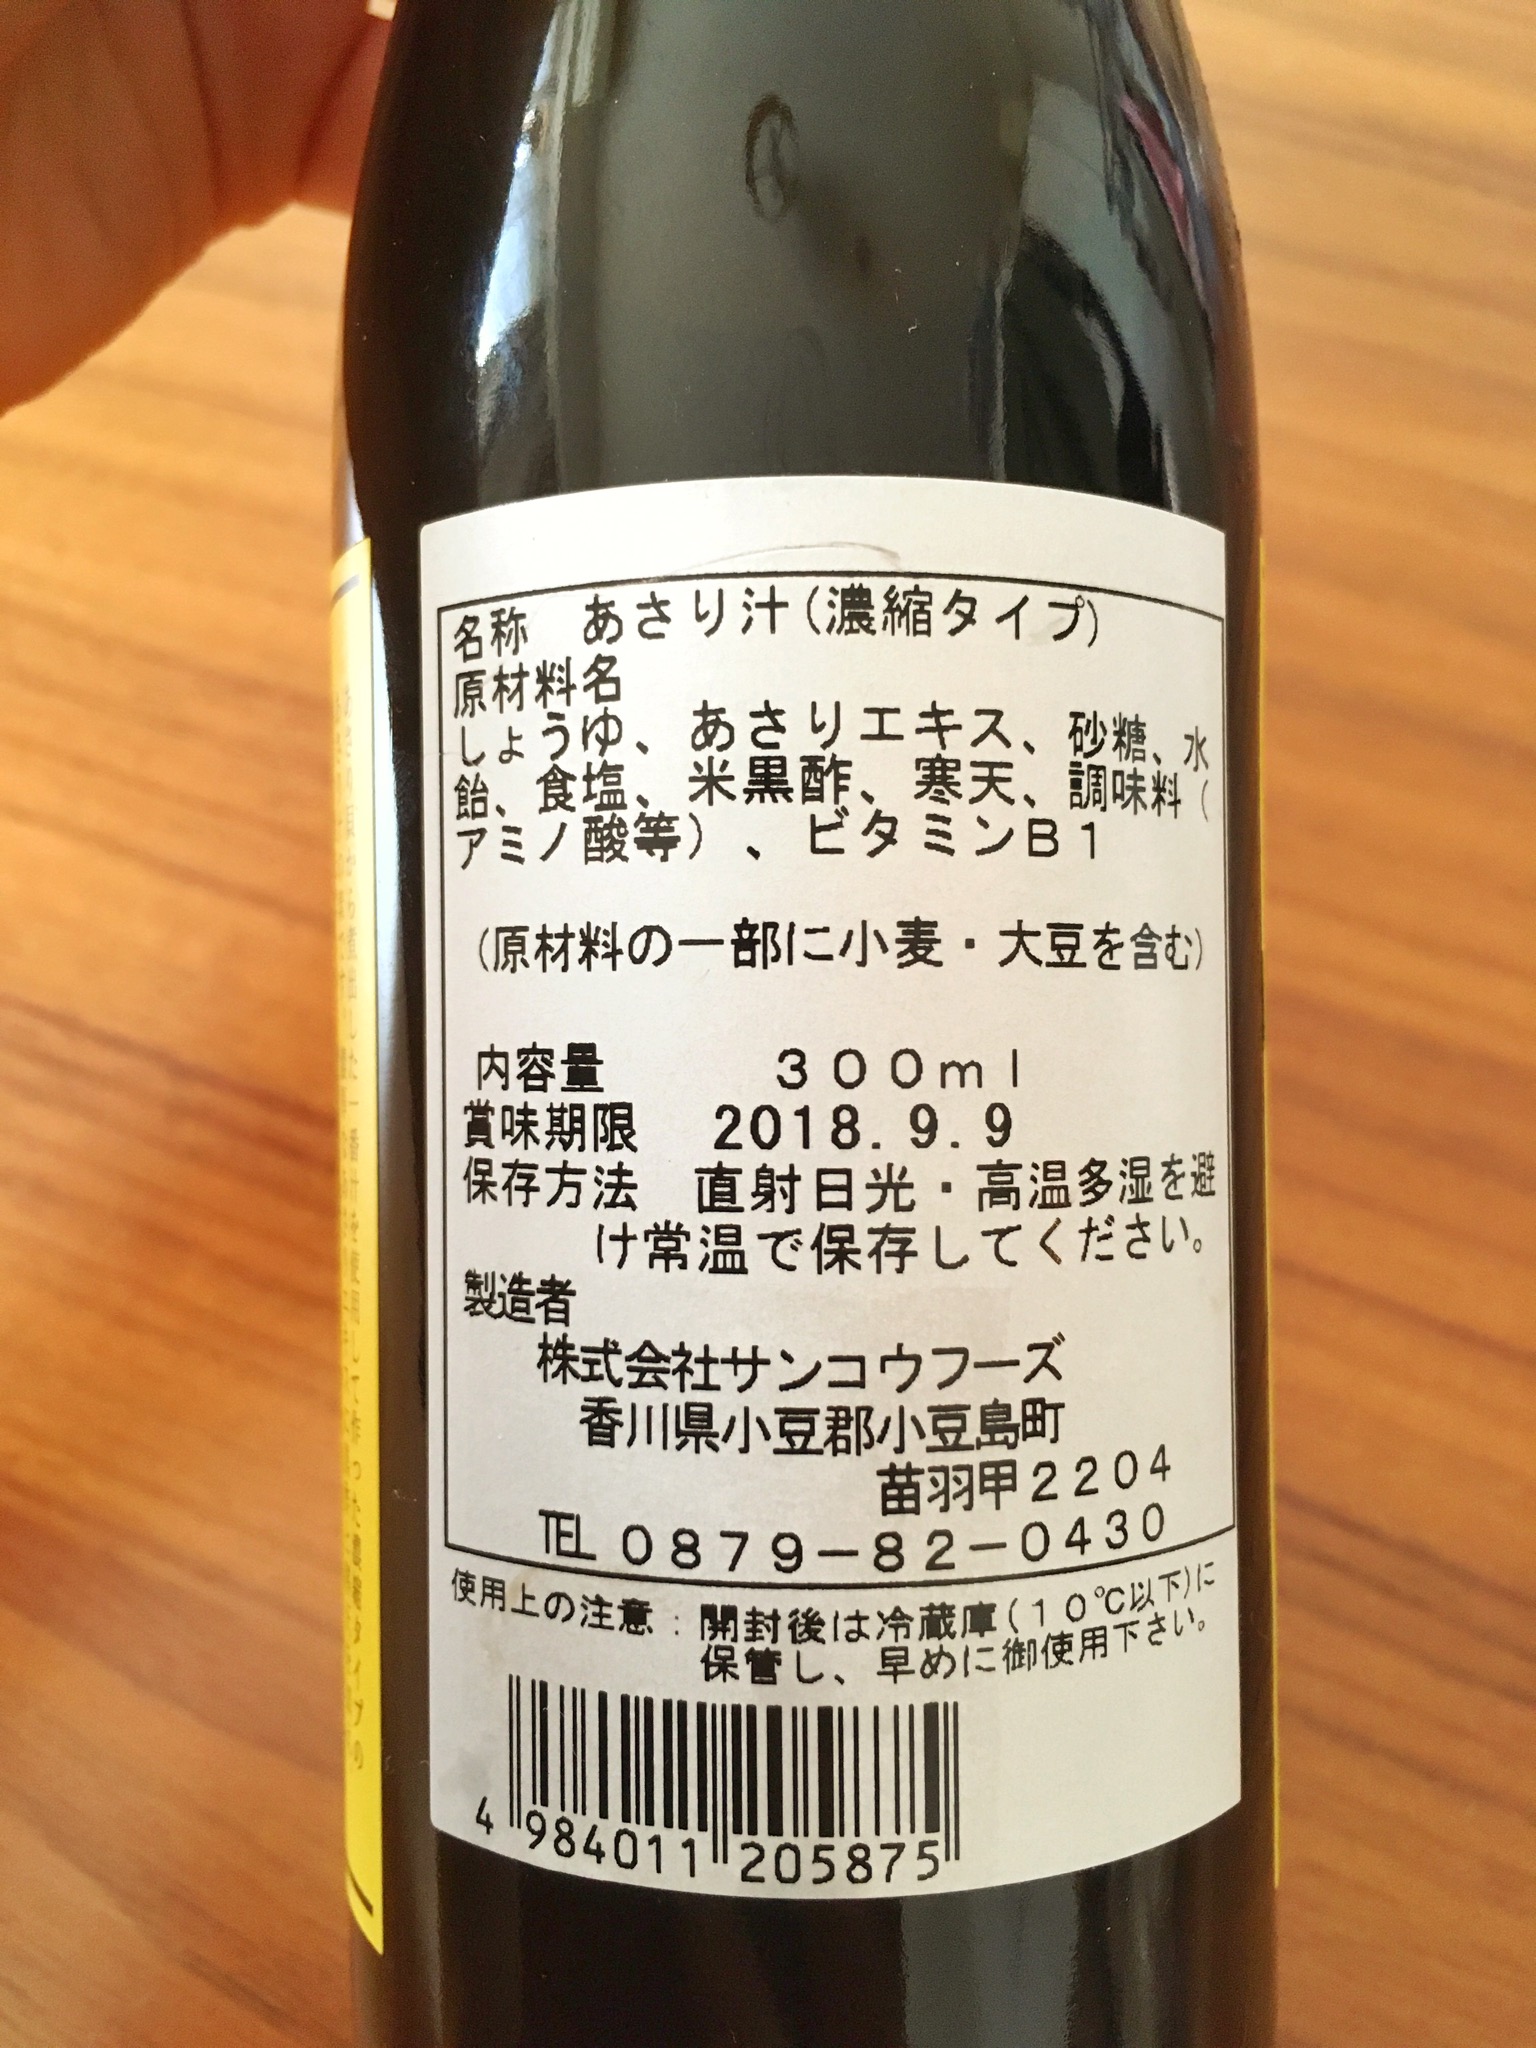 名称　あさり汁(濃縮タイプ)
原材料名
しょうゆ、あさりエキス、砂糖、水
飴、食塩、米黒酢、寒天、調味料(
アミノ酸等)、ビタミンB1
(原材料の一部に小麦・大豆を含む)
内容量　300ml
賞味期限　2018.9.9
保存方法　直射日光・高温多湿を避
け常温で保存してください。
製造者
株式会社サンコウフーズ
香川県小豆郡小豆島町
苗羽甲2204
TEL 0879-82-0430
使用上の注意：開封後は冷蔵庫(10℃以下)に
保管し、早めに御使用下さい。
4 984011 205875